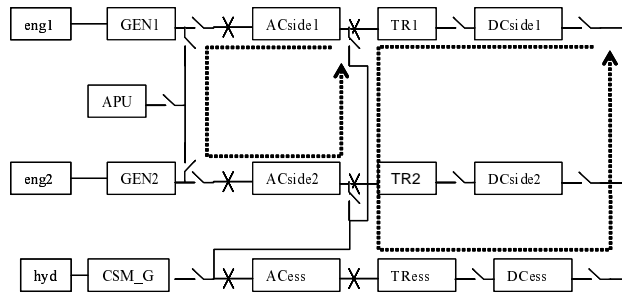 eng1 GEN1 ACside1 TR1 DCside1
APU
eng2 GEN2 ACside2 TR2 DCside2
hyd CSM_G ACess TRess DCess